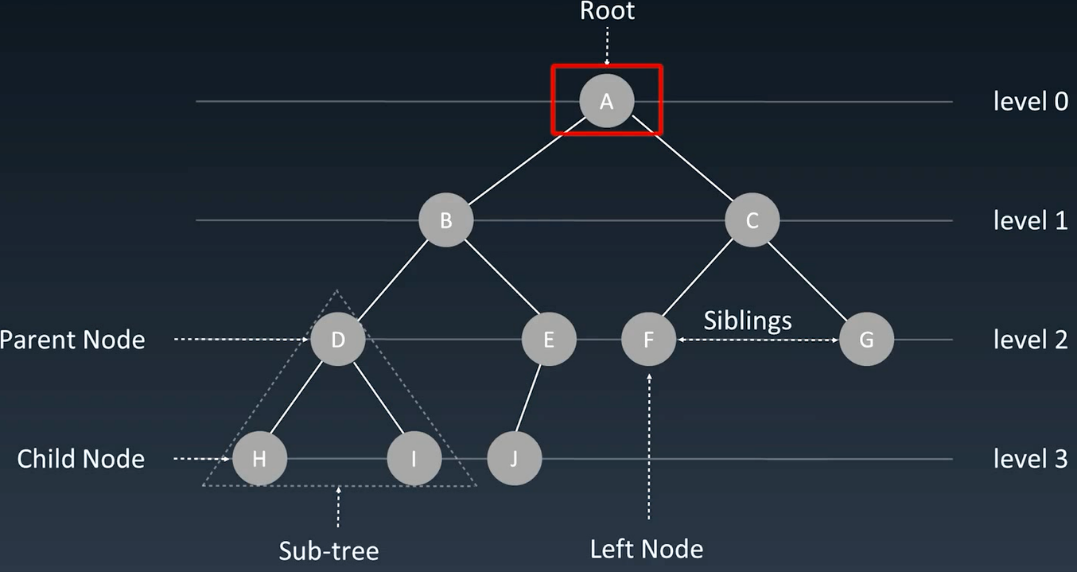 Root
A
level 0
B
C
level 1
Parent Node
D
E
F
Siblings
G
level 2
Child Node
H
I
J
level 3
Sub-tree
Left Node